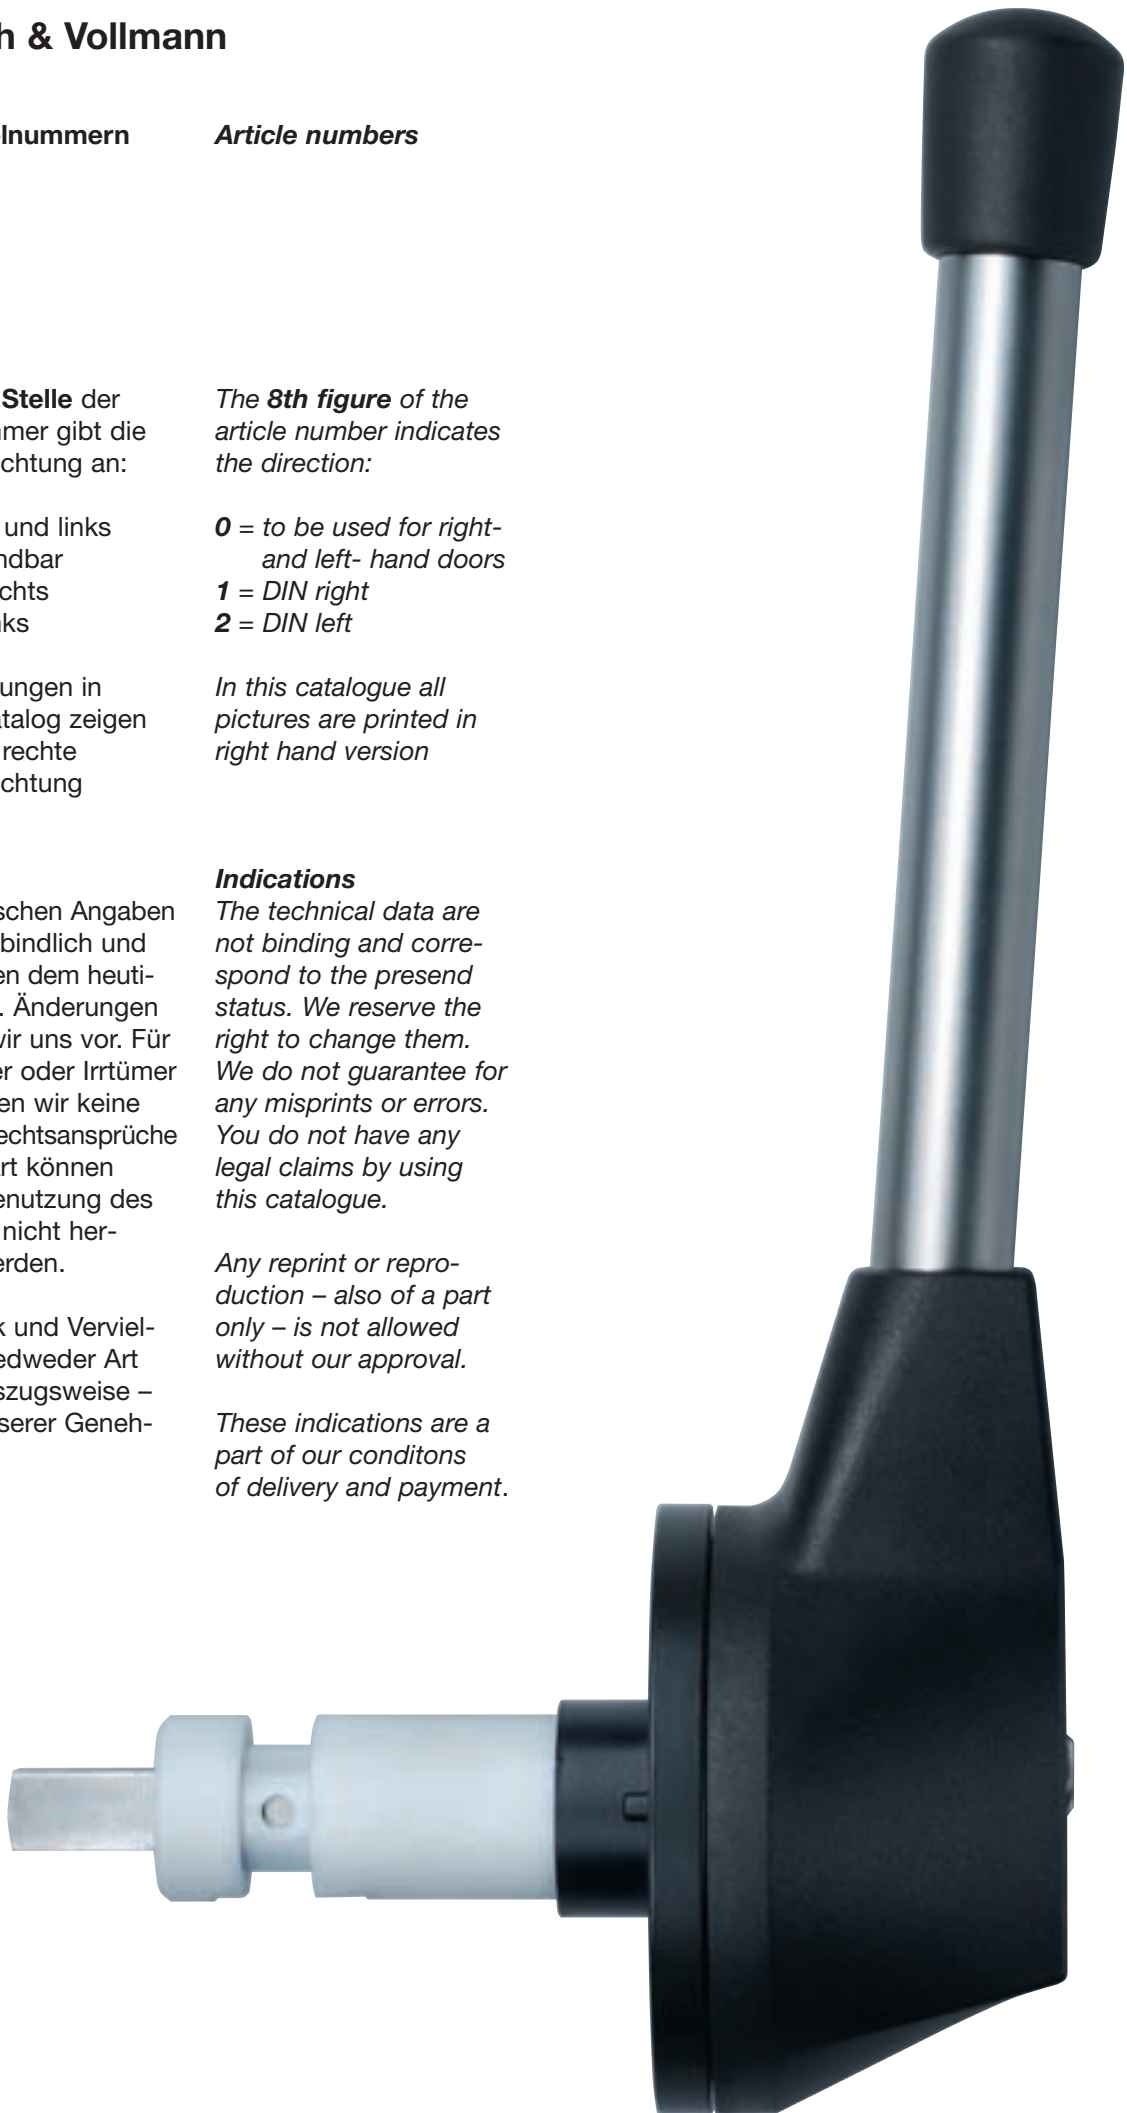 h & Vollmann
lnummern
Stelle der
mmer gibt die
chtung an:
und links
ndbar
chts
nks
ungen in
atalog zeigen
rechte
chtung
schen Angaben
bindlich und
en dem heuti-
. Änderungen
wir uns vor. Für
er oder Irrtümer
en wir keine
echtsansprüche
rt können
enutzung des
nicht her-
erden.
k und Verviel-
edweder Art
szugsweise –
serer Geneh-
Article numbers
The 8th figure of the
article number indicates
the direction:
0 = to be used for right-
and left- hand doors
1 = DIN right
2 = DIN left
In this catalogue all
pictures are printed in
right hand version
Indications
The technical data are
not binding and corre-
spond to the presend
status. We reserve the
right to change them.
We do not guarantee for
any misprints or errors.
You do not have any
legal claims by using
this catalogue.
Any reprint or repro-
duction – also of a part
only – is not allowed
without our approval.
These indications are a
part of our conditons
of delivery and payment.